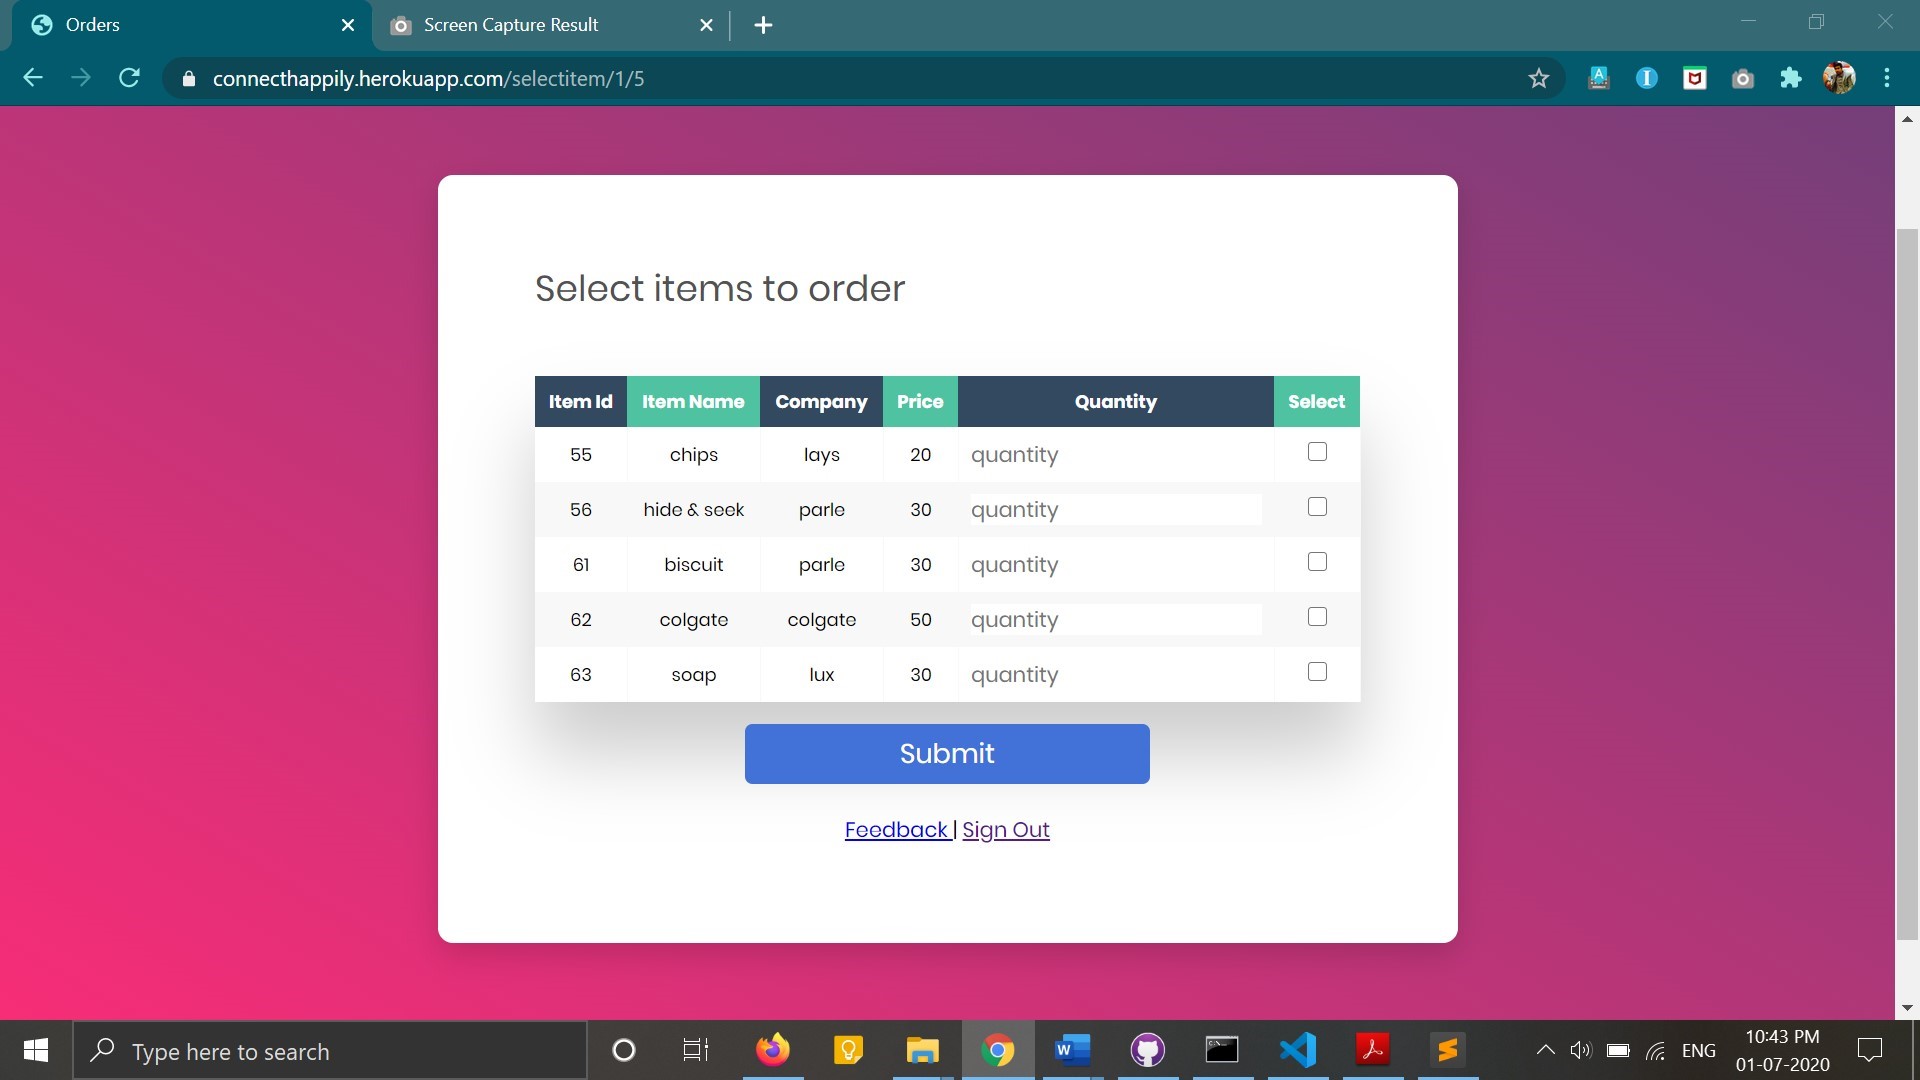 Orders
Screen Capture Result
connecthappily.herokuapp.com/selectitem/1/5
Select items to order
Item Id Item Name Company Price Quantity Select
55 chips lays 20 quantity
56 hide & seek parle 30 quantity
61 biscuit parle 30 quantity
62 colgate colgate 50 quantity
63 soap lux 30 quantity
Submit
Feedback | Sign Out
Type here to search
ENG
10:43 PM
01-07-2020